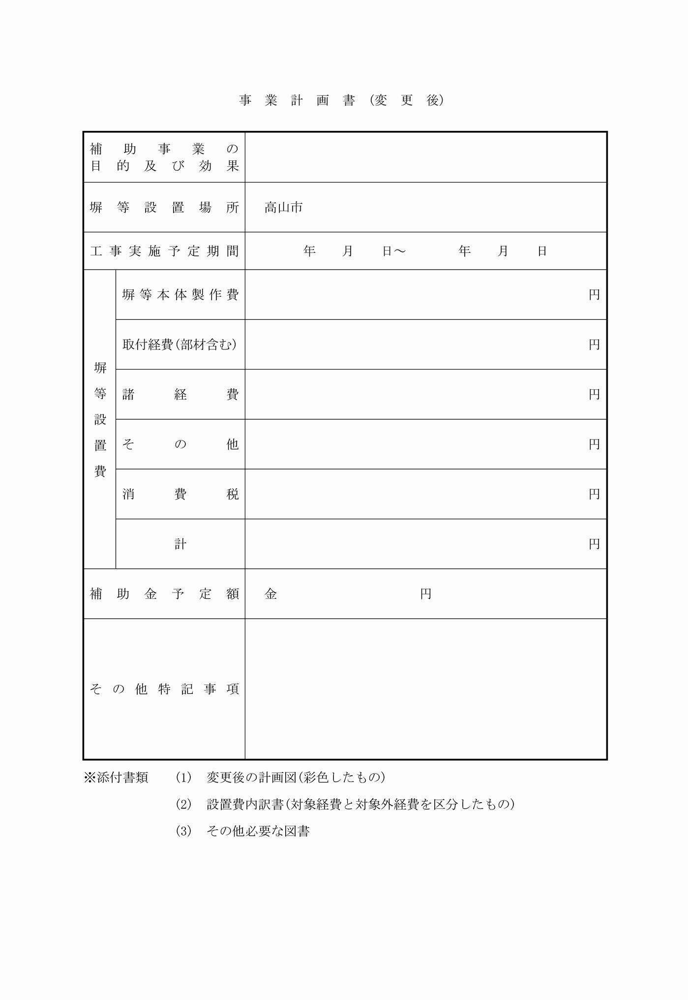 事業計画書(変更後)
補助事業の
目的及び効果
塀等設置場所 高山市
工事実施予定期間 年 月 日～ 年 月 日
塀等設置費
塀等本体製作費 円
取付経費(部材含む) 円
諸経費 円
その他 円
消費税 円
計 円
補助金予定額 金 円
その他特記事項
※添付書類 (1) 変更後の計画図(彩色したもの)
(2) 設置費内訳書(対象経費と対象外経費を区分したもの)
(3) その他必要な図書